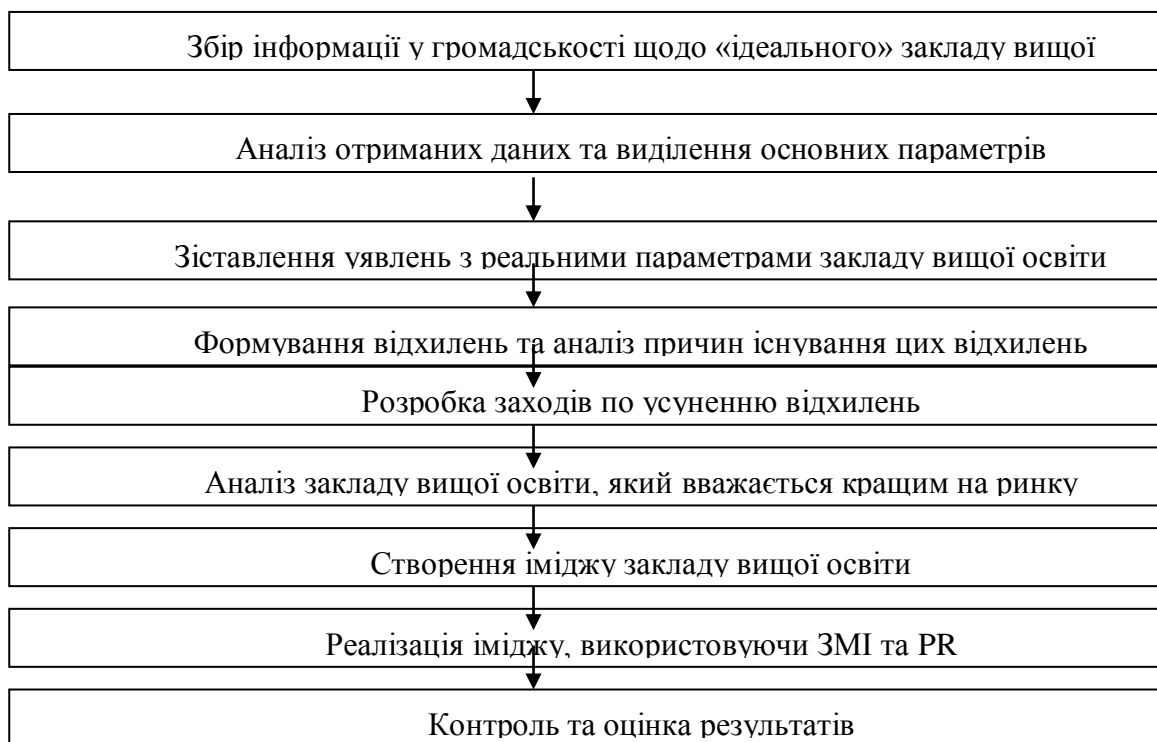 Збір інформації у громадськості щодо «ідеального» закладу вищої
Аналіз отриманих даних та виділення основних параметрів
Зіставлення уявлень з реальними параметрами закладу вищої освіти
Формування відхилень та аналіз причин існування цих відхилень
Розробка заходів по усуненню відхилень
Аналіз закладу вищої освіти, який вважається кращим на ринку
Створення іміджу закладу вищої освіти
Реалізація іміджу, використовуючи ЗМІ та PR
Контроль та оцінка результатів